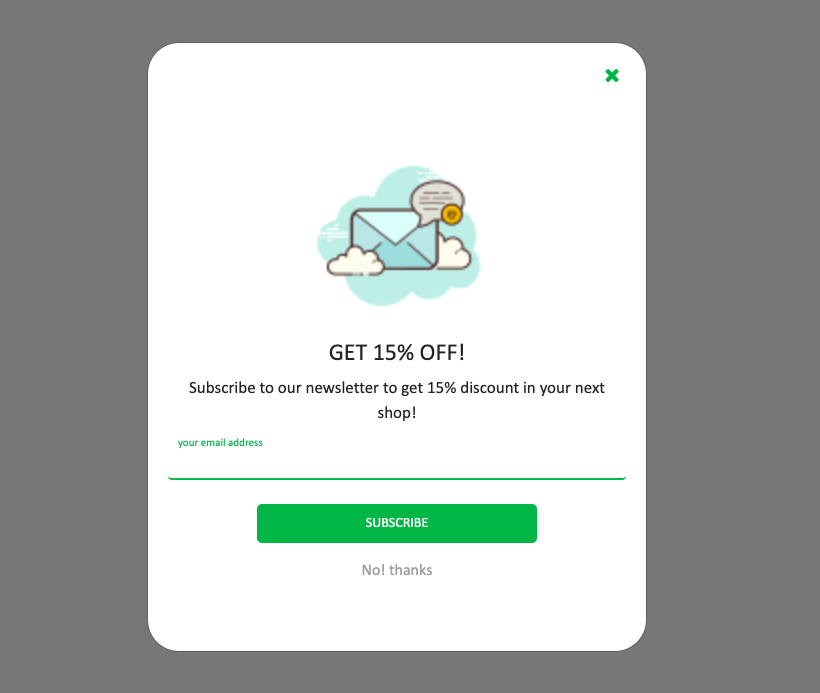 GET 15% OFF!
Subscribe to our newsletter to get 15% discount in your next
shop!
your email address
SUBSCRIBE
No! thanks